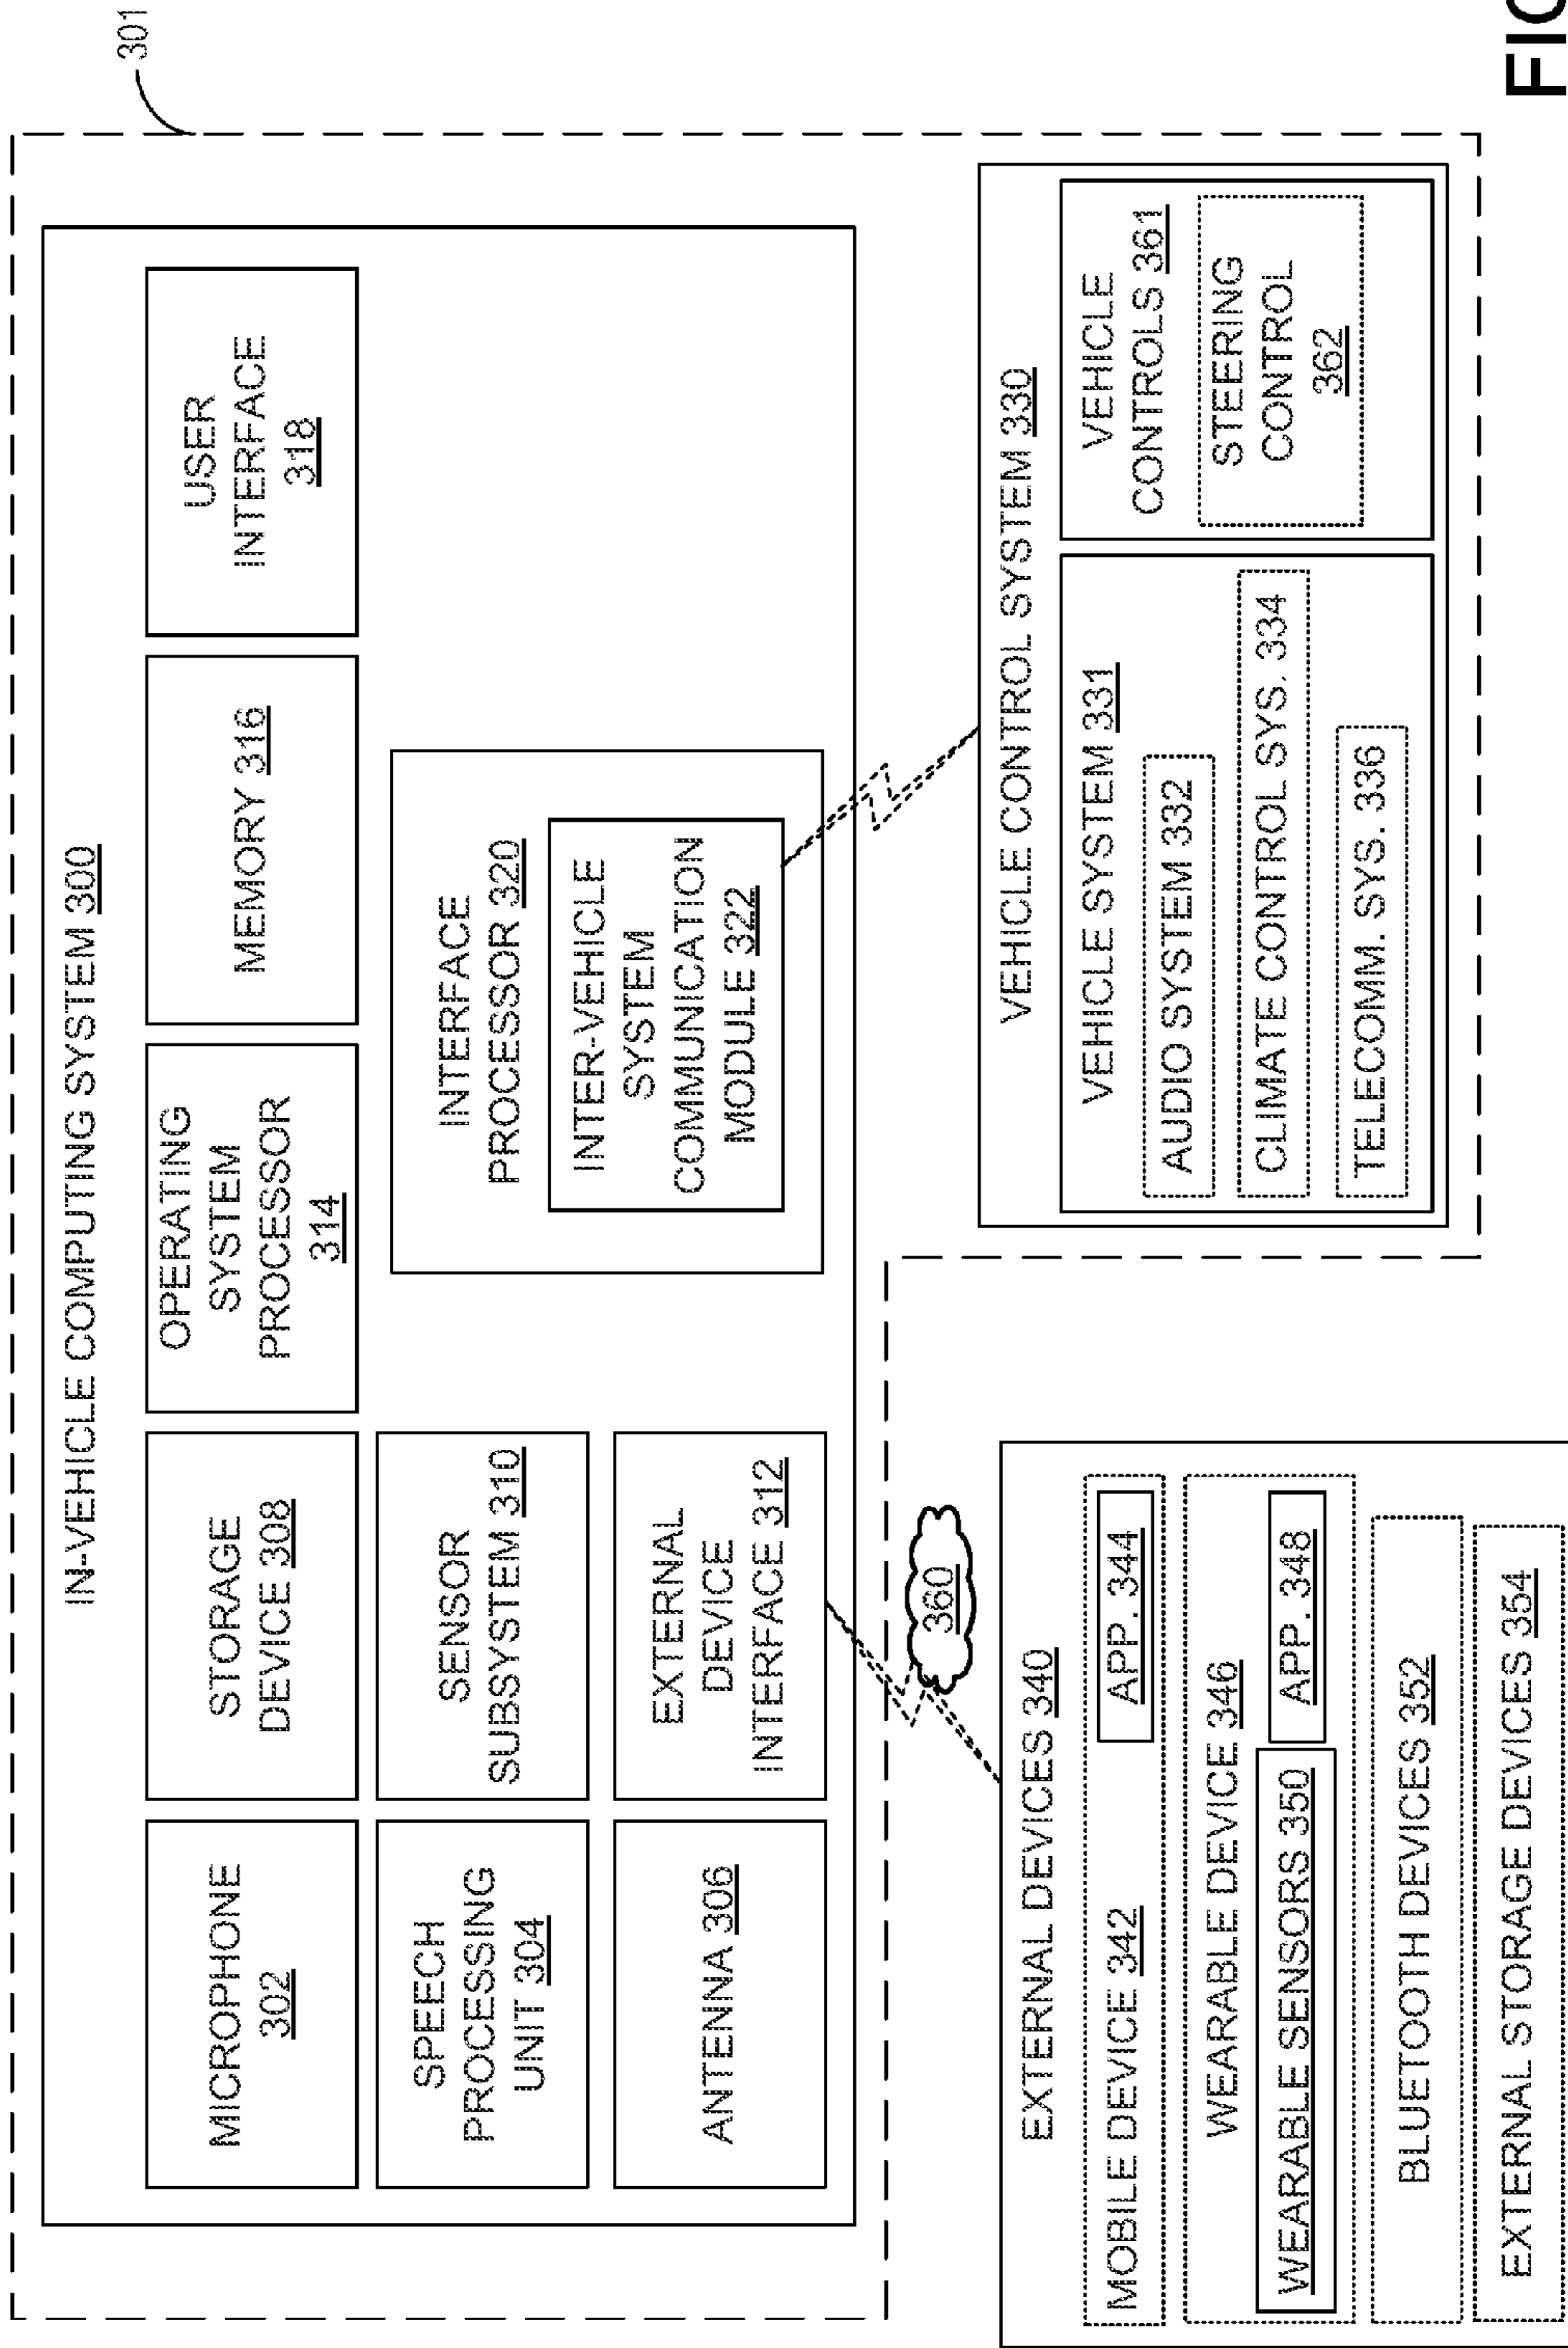 301
IN-VEHICLE COMPUTING SYSTEM 300
MICROPHONE
302
STORAGE
DEVICE 308
OPERATING
SYSTEM
PROCESSOR
314
MEMORY 316
USER
INTERFACE
318
SPEECH
PROCESSING
UNIT 304
SENSOR
SUBSYSTEM 310
INTERFACE
PROCESSOR 320
INTER-VEHICLE
SYSTEM
COMMUNICATION
MODULE 322
ANTENNA 306
EXTERNAL
DEVICE
INTERFACE 312
360
EXTERNAL DEVICES 340
MOBILE DEVICE 342
APP. 344
WEARABLE DEVICE 346
WEARABLE SENSORS 350
APP. 348
BLUETOOTH DEVICES 352
EXTERNAL STORAGE DEVICES 354
VEHICLE CONTROL SYSTEM 330
VEHICLE SYSTEM 331
AUDIO SYSTEM 332
CLIMATE CONTROL SYS. 334
TELECOMM. SYS. 336
VEHICLE
CONTROLS 361
STEERING
CONTROL
362